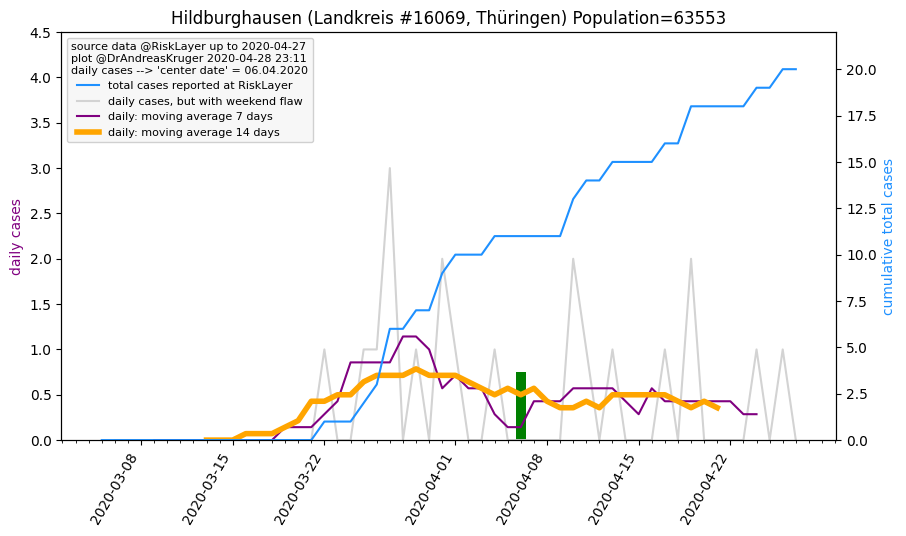 Hildburghausen (Landkreis #16069, Thüringen) Population=63553
source data @RiskLayer up to 2020-04-27
plot @DrAndreasKruger 2020-04-28 23:11
daily cases --> 'center date' = 06.04.2020
total cases reported at RiskLayer
daily cases, but with weekend flaw
daily: moving average 7 days
daily: moving average 14 days
daily cases
4.5
4.0
3.5
3.0
2.5
2.0
1.5
1.0
0.5
0.0
cumulative total cases
20.0
17.5
15.0
12.5
10.0
7.5
5.0
2.5
0.0
2020-03-08
2020-03-15
2020-03-22
2020-04-01
2020-04-08
2020-04-15
2020-04-22